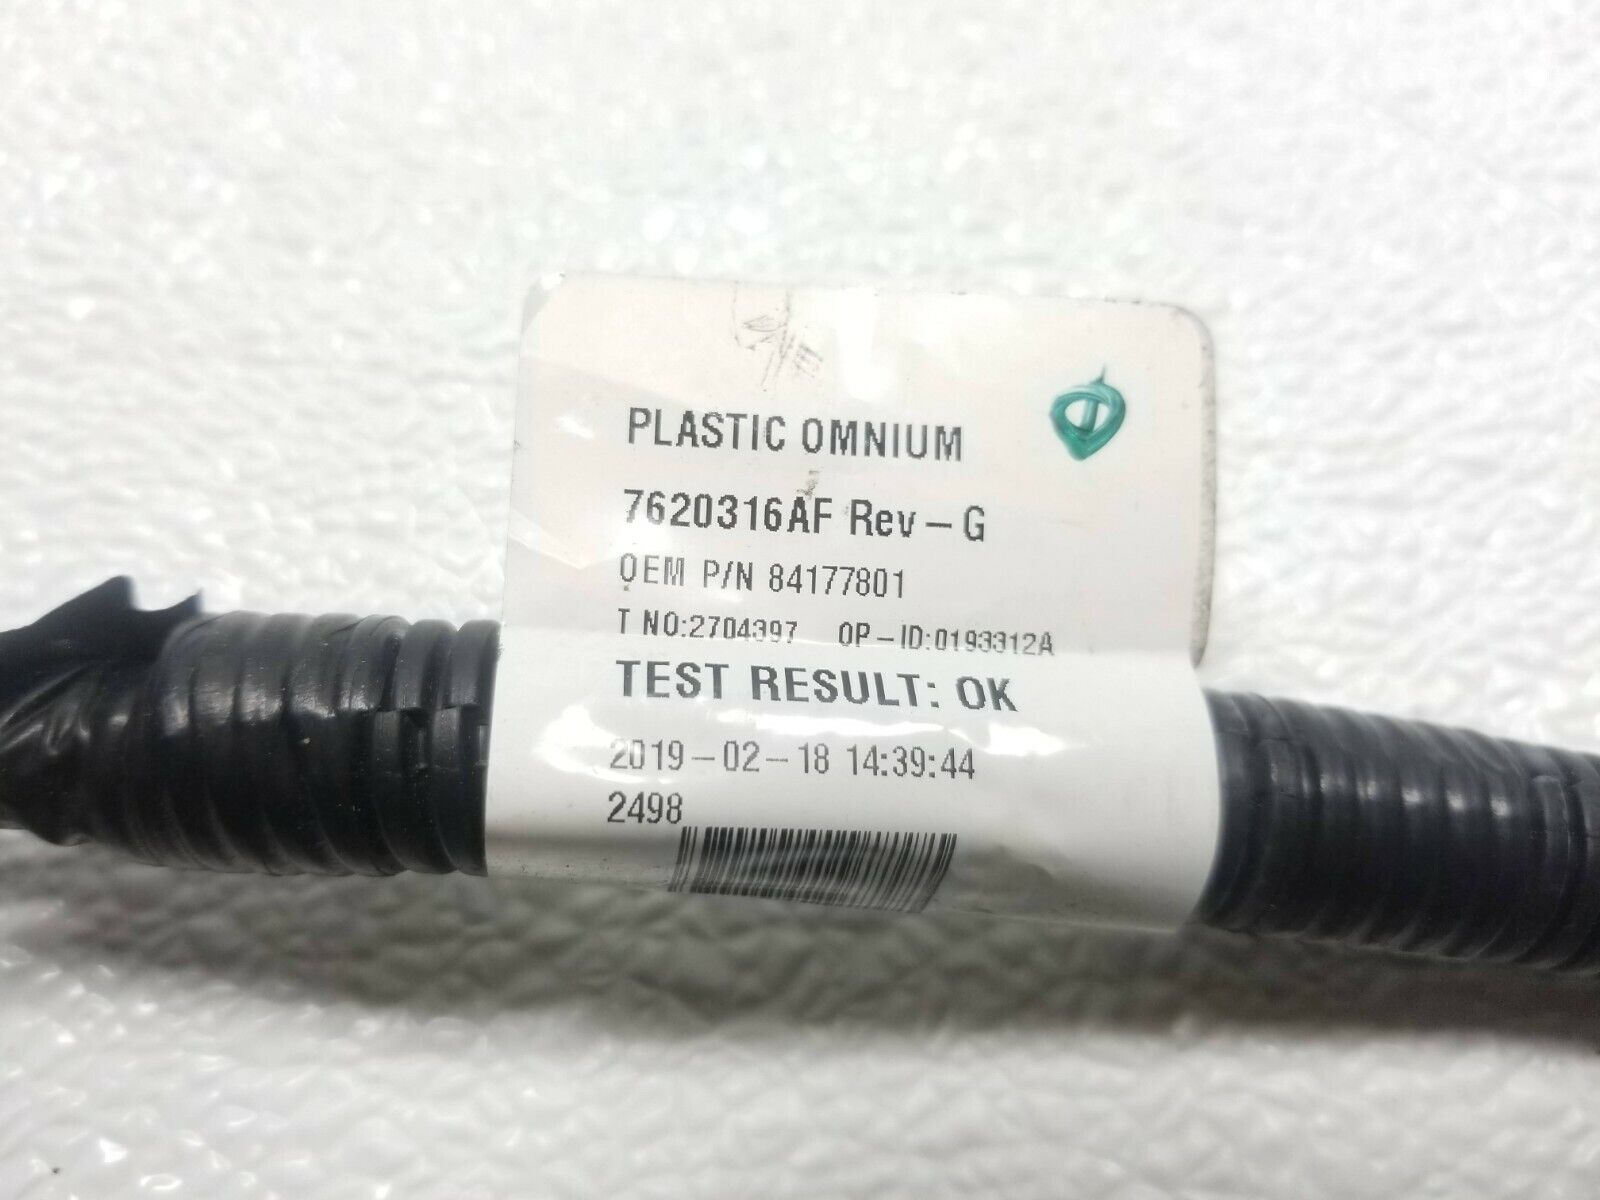 PLASTIC OMNIUM
7620316AF Rev-G
OEM P/N 84177801
T NO:2704397 OP-ID:0193312A
TEST RESULT: OK
2019-02-18 14:39:44
2498